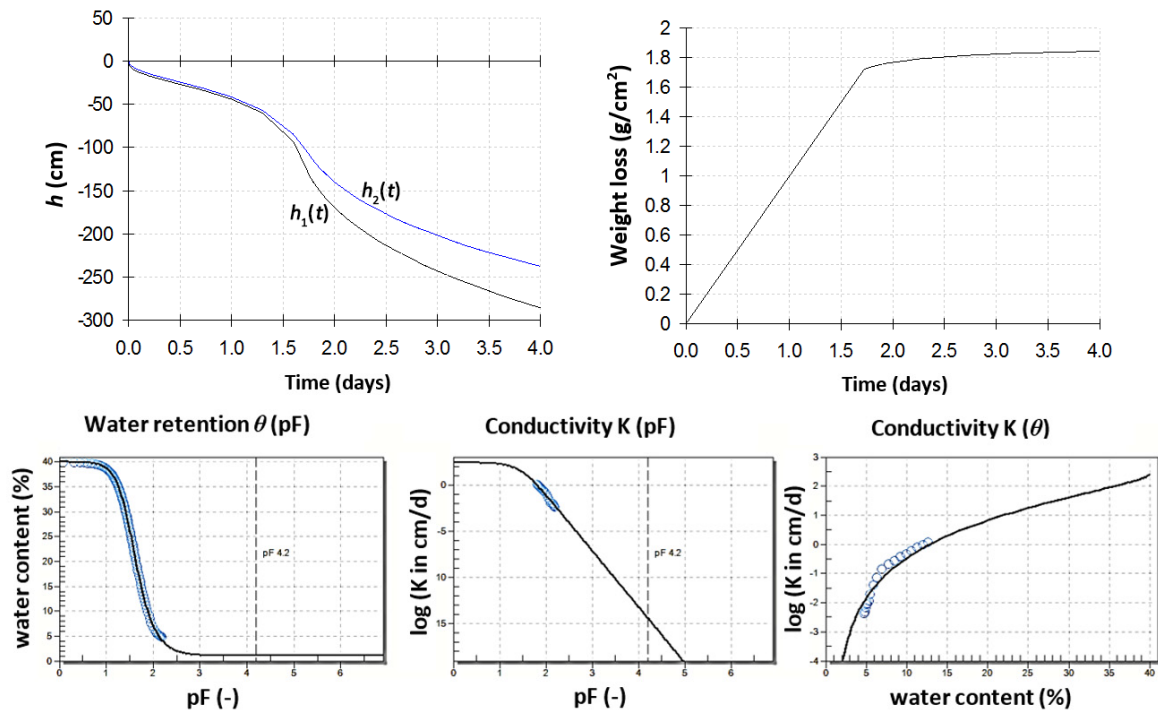 50
0
-50
-100
-150
-200
-250
-300
h (cm)
h₂(t)
h₁(t)
0.0 0.5 1.0 1.5 2.0 2.5 3.0 3.5 4.0
Time (days)
2
1.8
1.6
1.4
1.2
1
0.8
0.6
0.4
0.2
0
Weight loss (g/cm²)
0.0 0.5 1.0 1.5 2.0 2.5 3.0 3.5 4.0
Time (days)
Water retention θ (pF)
40
35
30
25
20
15
10
5
0
water content (%)
pF 4.2
0 1 2 3 4 5 6
pF (-)
Conductivity K (pF)
0
-5
10
15
log (K in cm/d)
pF 4.2
0 1 2 3 4 5 6
pF (-)
Conductivity K (θ)
3
2
1
0
-1
-2
-3
-4
log (K in cm/d)
0 5 10 15 20 25 30 35 40
water content (%)